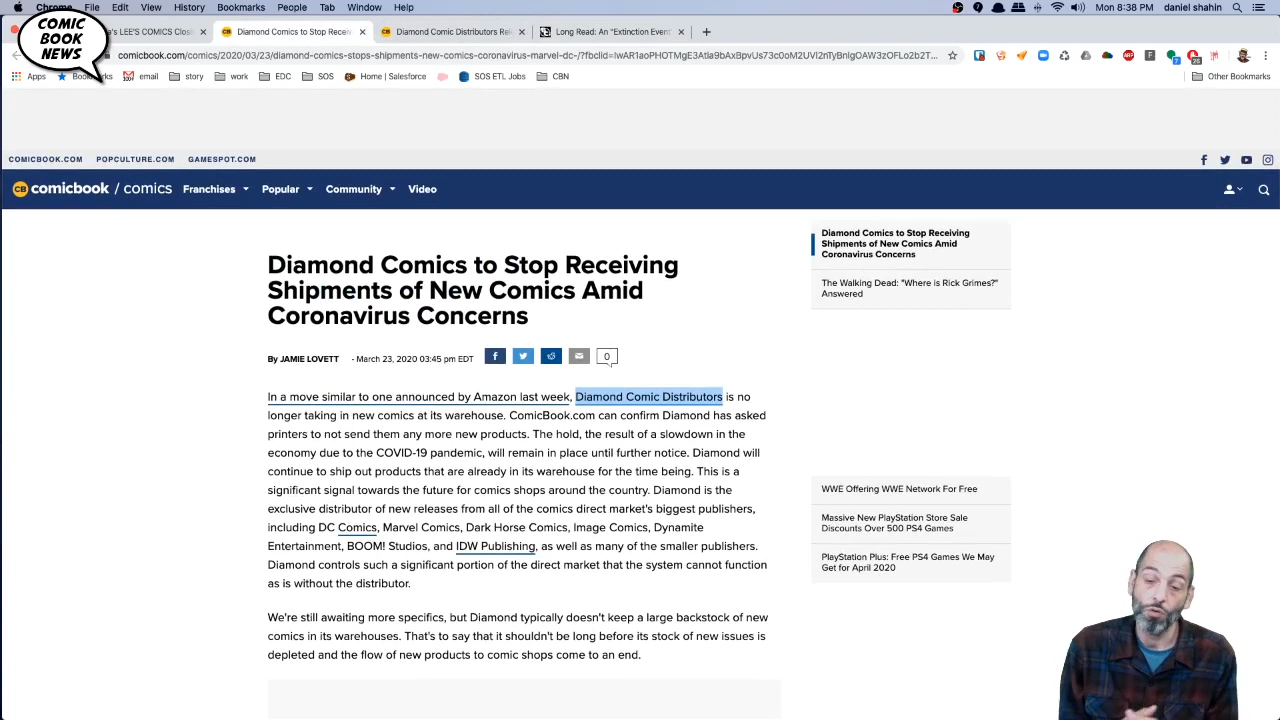 COMIC
BOOK
NEWS
Edit View History Bookmarks People Tab Window Help
Mon 8:38 PM daniel shahin
LEE'S COMICS Closi
Diamond Comics to Stop Receiv
Diamond Comic Distributors Rel
Long Read: An “Extinction Event
Apps
email
story
work
EDC
SOS
Home | Salesforce
SOS ETL Jobs
CBN
Other Bookmarks
COMICBOOK.COM POPCULTURE.COM GAMESPOT.COM
CB comicbook / comics Franchises Popular Community Video
Diamond Comics to Stop Receiving
Shipments of New Comics Amid
Coronavirus Concerns
By JAMIE LOVETT - March 23, 2020 03:45 pm EDT
0
In a move similar to one announced by Amazon last week, Diamond Comic Distributors is no
longer taking in new comics at its warehouse. ComicBook.com can confirm Diamond has asked
printers to not send them any more new products. The hold, the result of a slowdown in the
economy due to the COVID-19 pandemic, will remain in place until further notice. Diamond will
continue to ship out products that are already in its warehouse for the time being. This is a
significant signal towards the future for comics shops around the country. Diamond is the
exclusive distributor of new releases from all of the comics direct market's biggest publishers,
including DC Comics, Marvel Comics, Dark Horse Comics, Image Comics, Dynamite
Entertainment, BOOM! Studios, and IDW Publishing, as well as many of the smaller publishers.
Diamond controls such a significant portion of the direct market that the system cannot function
as is without the distributor.
We're still awaiting more specifics, but Diamond typically doesn't keep a large backstock of new
comics in its warehouses. That's to say that it shouldn't be long before its stock of new issues is
depleted and the flow of new products to comic shops come to an end.
Diamond Comics to Stop Receiving
Shipments of New Comics Amid
Coronavirus Concerns
The Walking Dead: "Where is Rick Grimes?"
Answered
WWE Offering WWE Network For Free
Massive New PlayStation Store Sale
Discounts Over 500 PS4 Games
PlayStation Plus: Free PS4 Games We May
Get for April 2020